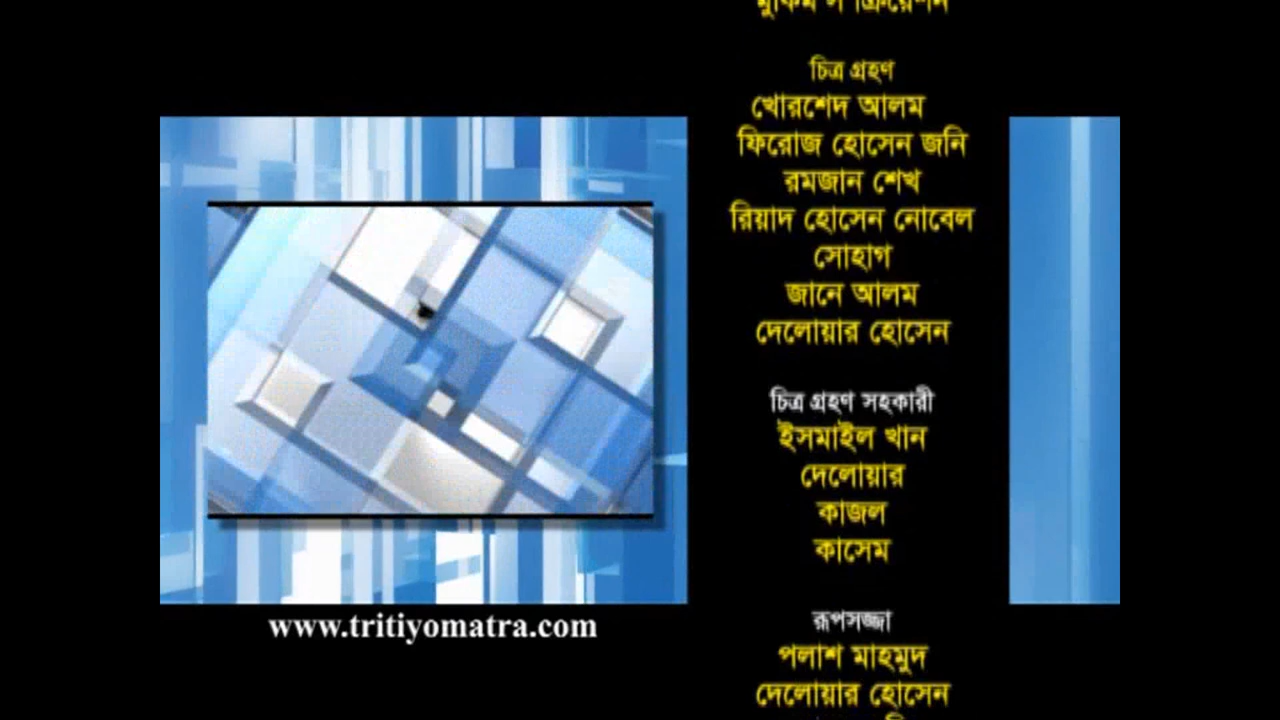 চিত্র গ্রহণ
খোরশেদ আলম
ফিরোজ হোসেন জনি
রমজান শেখ
রিয়াদ হোসেন নোবেল
সোহাগ
জানে আলম
দেলোয়ার হোসেন
চিত্র গ্রহণ সহকারী
ইসমাইল খান
দেলোয়ার
কাজল
কাসেম
রূপসজ্জা
পলাশ মাহমুদ
দেলোয়ার হোসেন
www.tritiyomatra.com